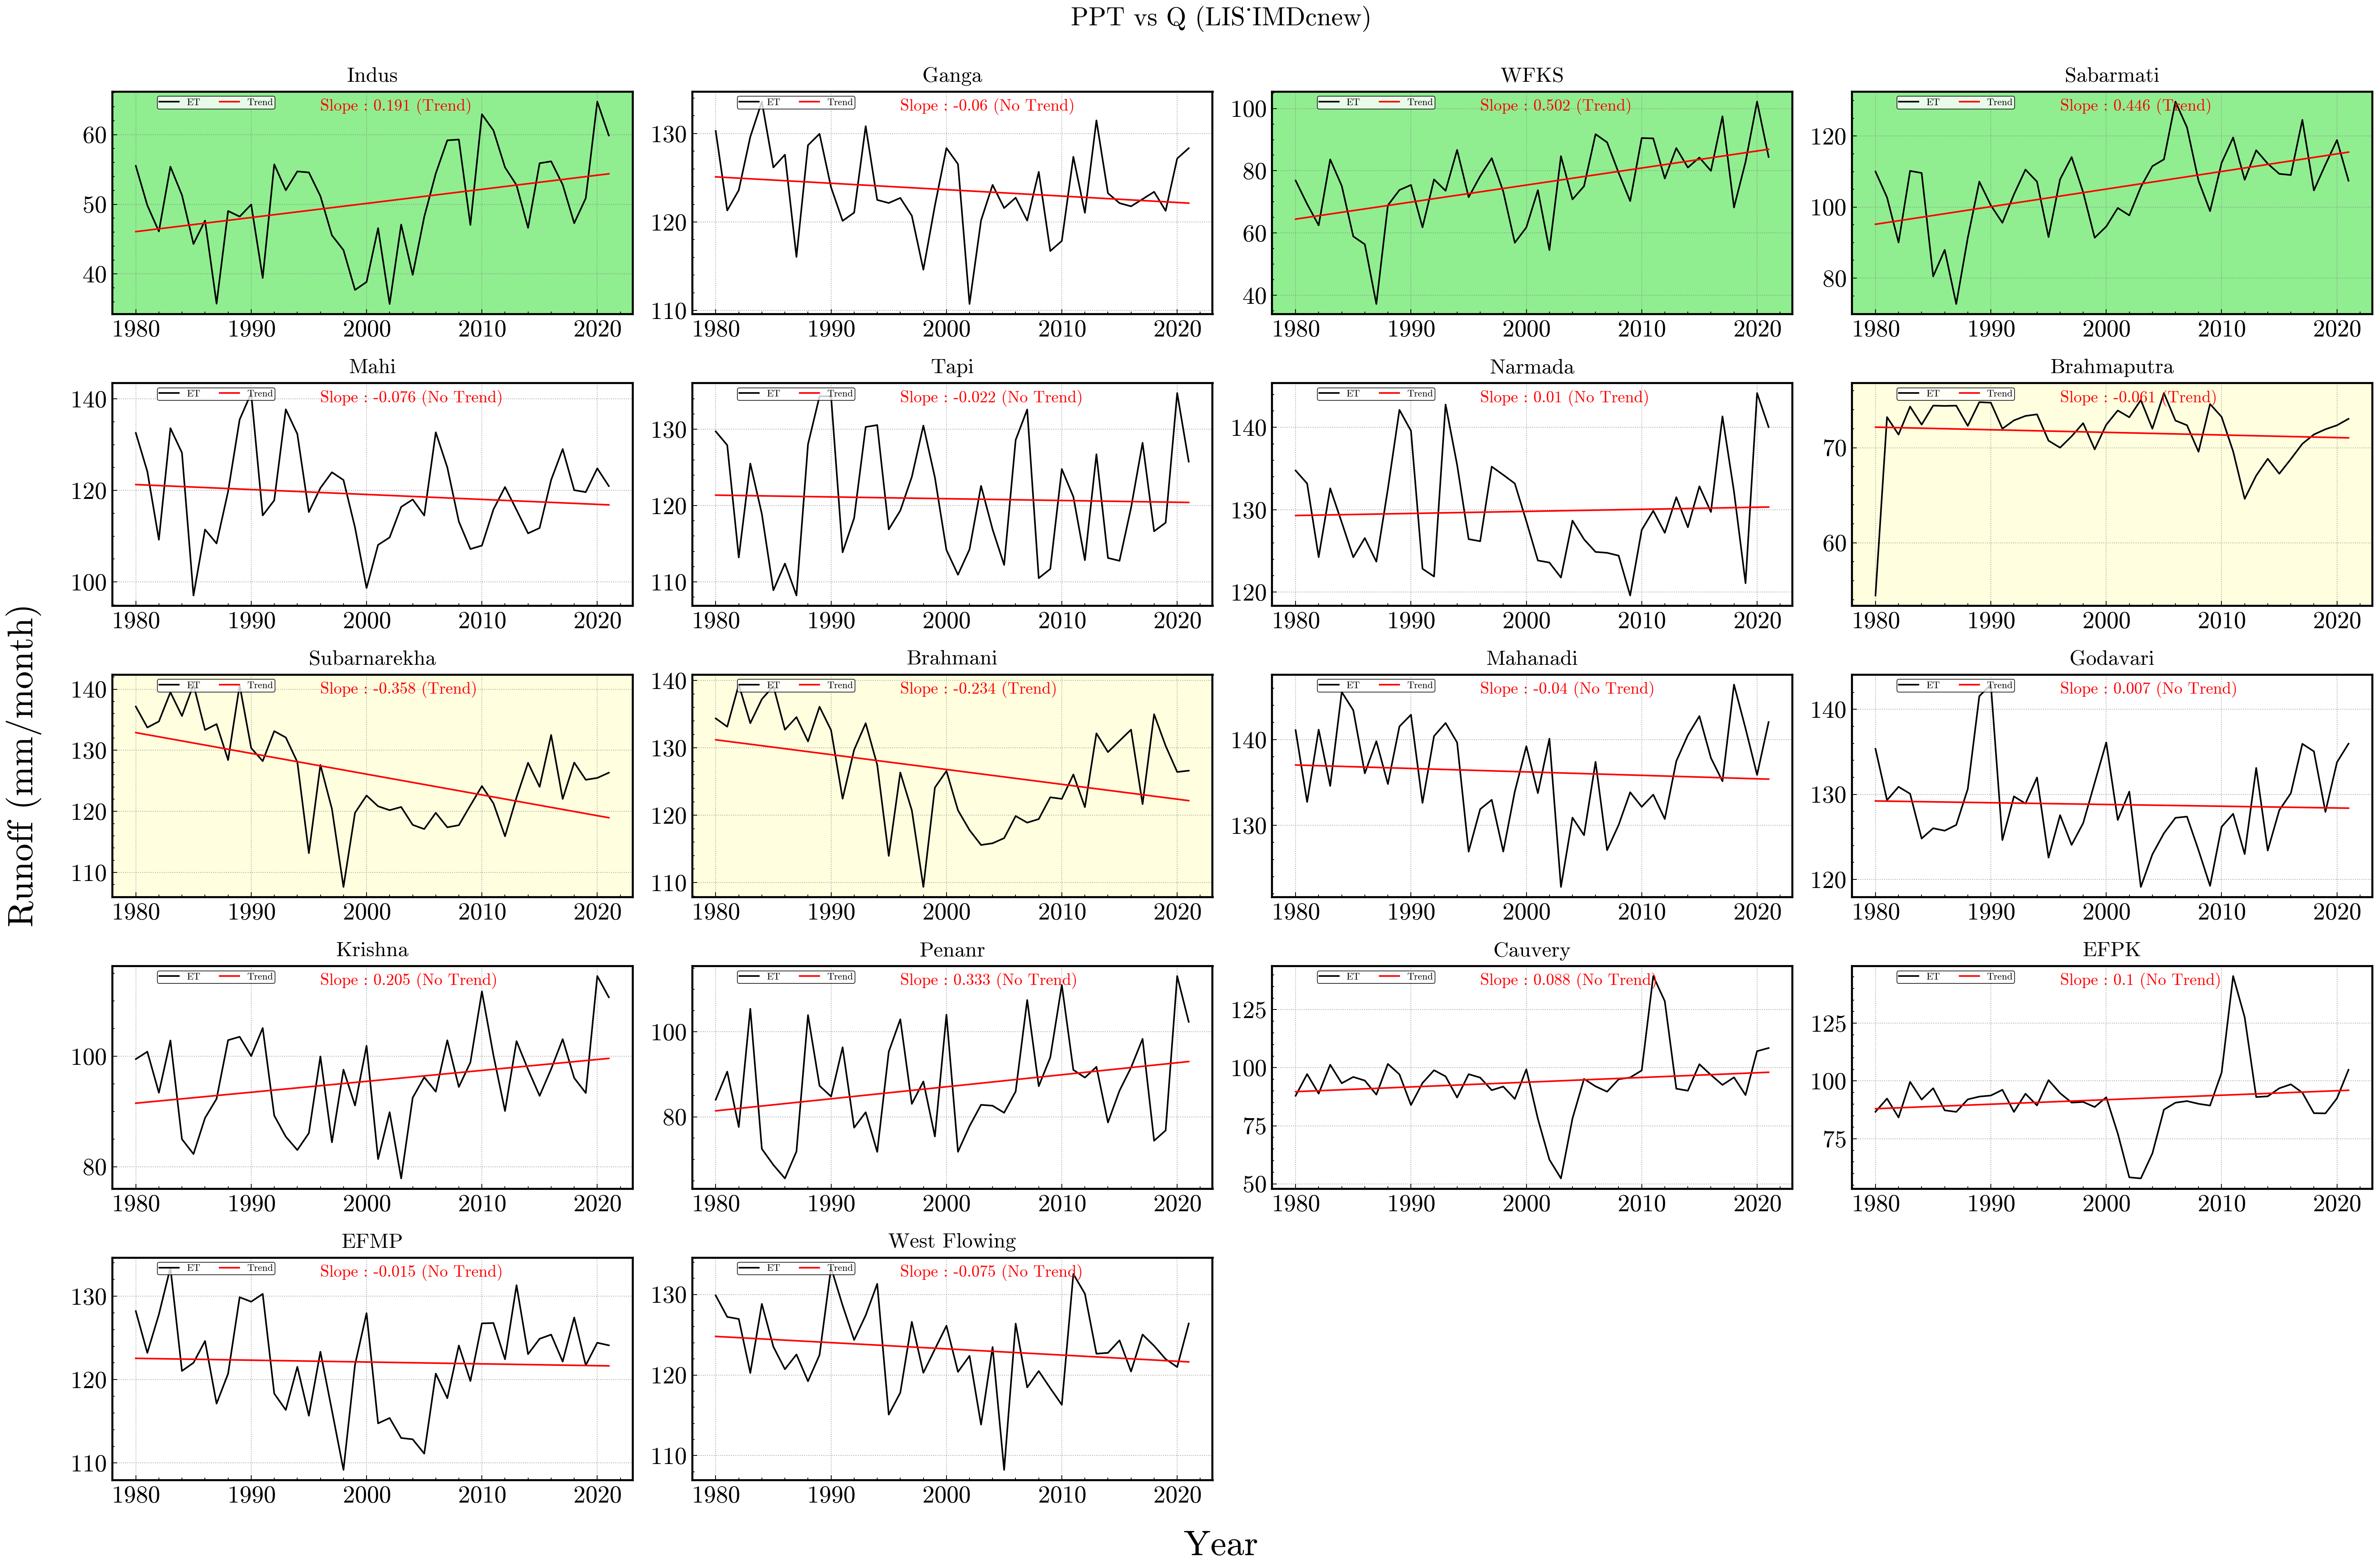 PPT vs Q (LIS˙IMDcnew)
Runoff (mm/month)
Indus
ET Trend
Slope : 0.191 (Trend)
60
50
40
1980 1990 2000 2010 2020
Ganga
ET Trend
Slope : -0.06 (No Trend)
130
120
110
1980 1990 2000 2010 2020
WFKS
ET Trend
Slope : 0.502 (Trend)
100
80
60
40
1980 1990 2000 2010 2020
Sabarmati
ET Trend
Slope : 0.446 (Trend)
120
100
80
1980 1990 2000 2010 2020
Mahi
ET Trend
Slope : -0.076 (No Trend)
140
120
100
1980 1990 2000 2010 2020
Tapi
ET Trend
Slope : -0.022 (No Trend)
130
120
110
1980 1990 2000 2010 2020
Narmada
ET Trend
Slope : 0.01 (No Trend)
140
130
120
1980 1990 2000 2010 2020
Brahmaputra
ET Trend
Slope : -0.061 (Trend)
70
60
1980 1990 2000 2010 2020
Subarnarekha
ET Trend
Slope : -0.358 (Trend)
140
130
120
110
1980 1990 2000 2010 2020
Brahmani
ET Trend
Slope : -0.234 (Trend)
140
130
120
110
1980 1990 2000 2010 2020
Mahanadi
ET Trend
Slope : -0.04 (No Trend)
140
130
1980 1990 2000 2010 2020
Godavari
ET Trend
Slope : 0.007 (No Trend)
140
130
120
1980 1990 2000 2010 2020
Krishna
ET Trend
Slope : 0.205 (No Trend)
100
80
1980 1990 2000 2010 2020
Penanr
ET Trend
Slope : 0.333 (No Trend)
100
80
1980 1990 2000 2010 2020
Cauvery
ET Trend
Slope : 0.088 (No Trend)
125
100
75
50
1980 1990 2000 2010 2020
EFPK
ET Trend
Slope : 0.1 (No Trend)
125
100
75
1980 1990 2000 2010 2020
EFMP
ET Trend
Slope : -0.015 (No Trend)
130
120
110
1980 1990 2000 2010 2020
West Flowing
ET Trend
Slope : -0.075 (No Trend)
130
120
110
1980 1990 2000 2010 2020
Year